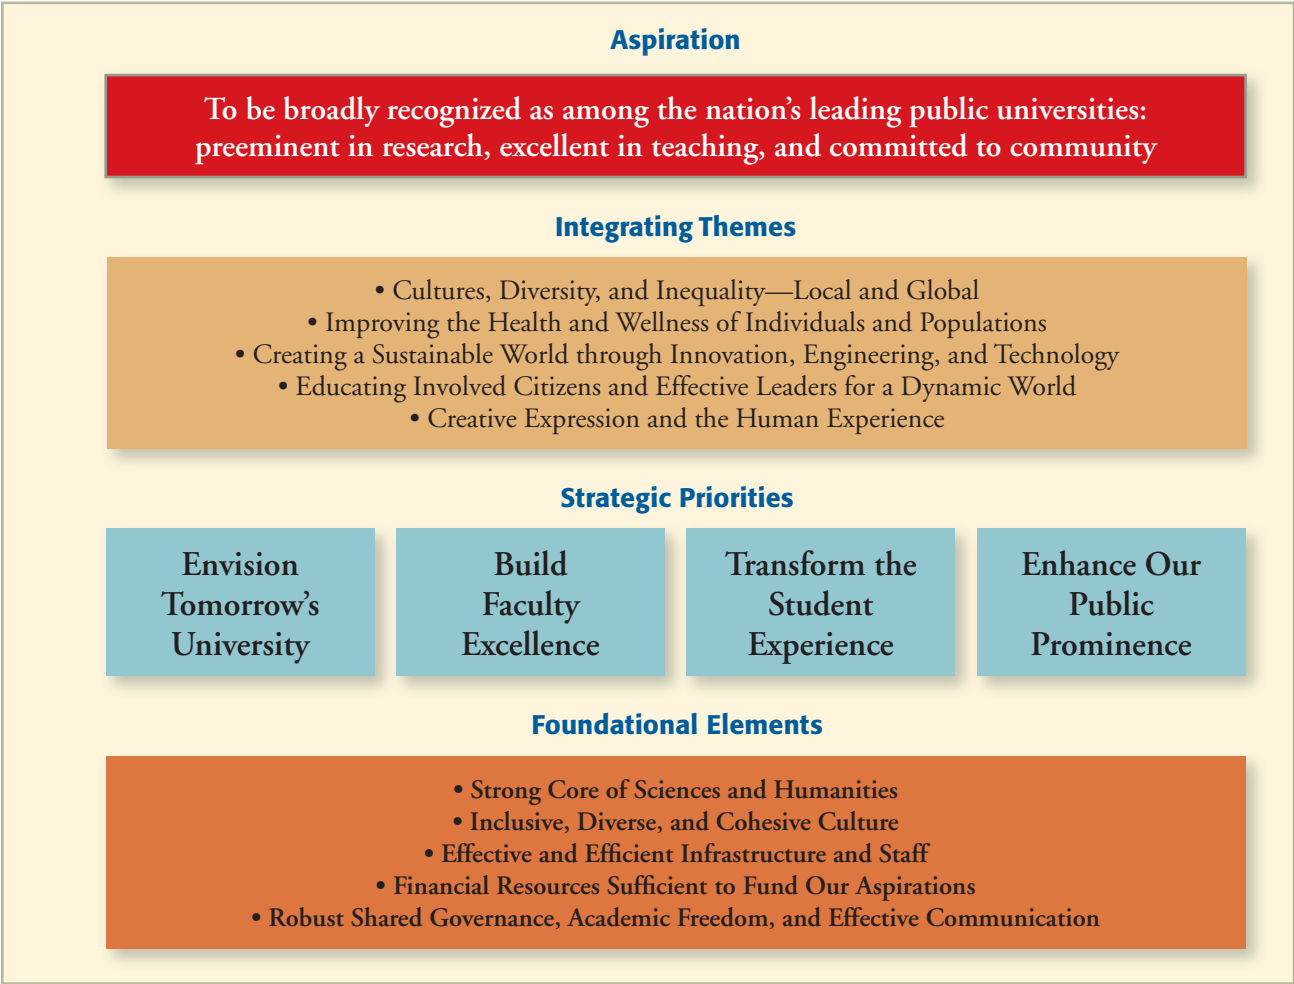 Aspiration
To be broadly recognized as among the nation’s leading public universities:
preeminent in research, excellent in teaching, and committed to community
Integrating Themes
• Cultures, Diversity, and Inequality—Local and Global
• Improving the Health and Wellness of Individuals and Populations
• Creating a Sustainable World through Innovation, Engineering, and Technology
• Educating Involved Citizens and Effective Leaders for a Dynamic World
• Creative Expression and the Human Experience
Strategic Priorities
Envision
Tomorrow’s
University
Build
Faculty
Excellence
Transform the
Student
Experience
Enhance Our
Public
Prominence
Foundational Elements
• Strong Core of Sciences and Humanities
• Inclusive, Diverse, and Cohesive Culture
• Effective and Efficient Infrastructure and Staff
• Financial Resources Sufficient to Fund Our Aspirations
• Robust Shared Governance, Academic Freedom, and Effective Communication